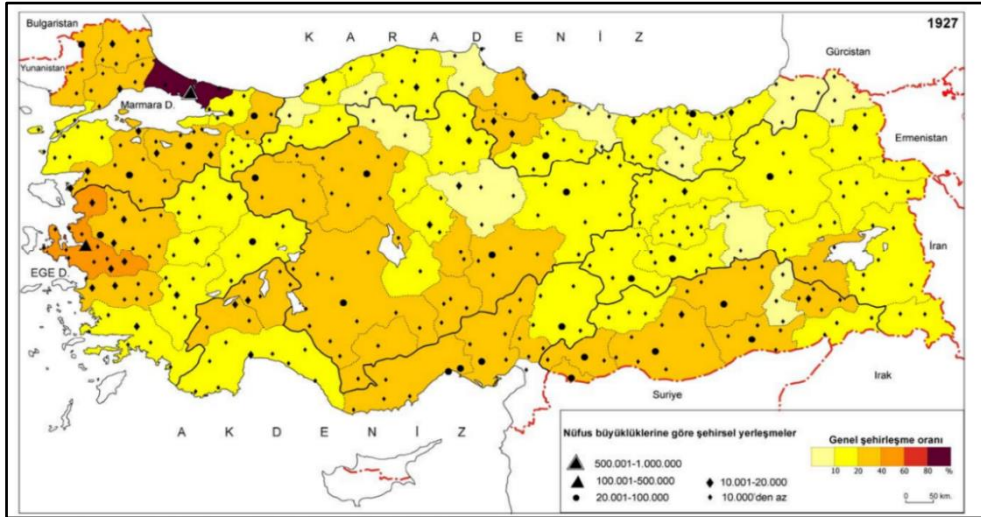 Bulgaristan
K A R A D E N İ Z
1927
Gürcistan
Yunanistan
Marmara D.
Ermenistan
İran
EGE D.
Irak
Suriye
A K D E N İ Z
Nüfus büyüklüklerine göre şehirsel yerleşmeler
500.001-1.000.000
100.001-500.000
20.001-100.000
10.001-20.000
10.000'den az
Genel şehirleşme oranı
10 20 40 60 80 %
0 50 km.